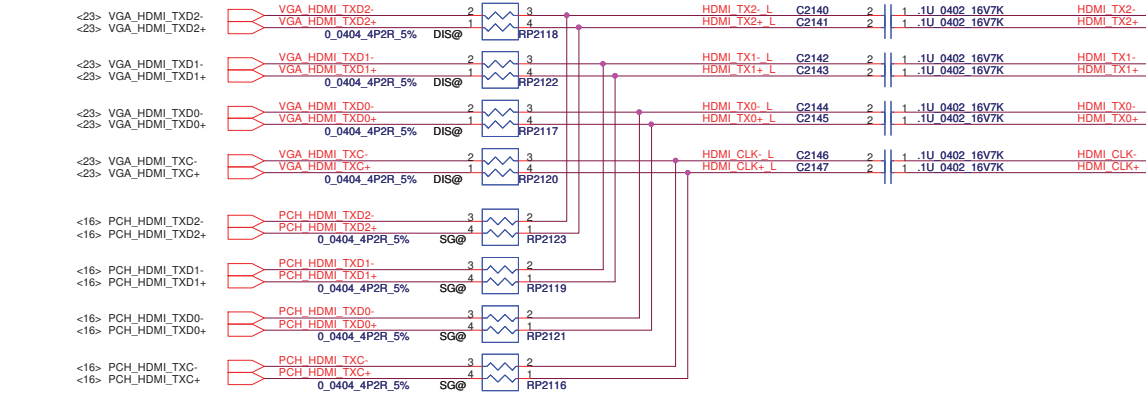 <23> VGA_HDMI_TXD2- VGA_HDMI_TXD2- 2 3 HDMI_TX2-_L C2140 2 1 .1U_0402_16V7K HDMI_TX2-
<23> VGA_HDMI_TXD2+ VGA_HDMI_TXD2+ 1 4 HDMI_TX2+_L C2141 2 1 .1U_0402_16V7K HDMI_TX2+
0_0404_4P2R_5% DIS@ RP2118
<23> VGA_HDMI_TXD1- VGA_HDMI_TXD1- 2 3 HDMI_TX1-_L C2142 2 1 .1U_0402_16V7K HDMI_TX1-
<23> VGA_HDMI_TXD1+ VGA_HDMI_TXD1+ 1 4 HDMI_TX1+_L C2143 2 1 .1U_0402_16V7K HDMI_TX1+
0_0404_4P2R_5% DIS@ RP2122
<23> VGA_HDMI_TXD0- VGA_HDMI_TXD0- 2 3 HDMI_TX0-_L C2144 2 1 .1U_0402_16V7K HDMI_TX0-
<23> VGA_HDMI_TXD0+ VGA_HDMI_TXD0+ 1 4 HDMI_TX0+_L C2145 2 1 .1U_0402_16V7K HDMI_TX0+
0_0404_4P2R_5% DIS@ RP2117
<23> VGA_HDMI_TXC- VGA_HDMI_TXC- 2 3 HDMI_CLK-_L C2146 2 1 .1U_0402_16V7K HDMI_CLK-
<23> VGA_HDMI_TXC+ VGA_HDMI_TXC+ 1 4 HDMI_CLK+_L C2147 2 1 .1U_0402_16V7K HDMI_CLK+
0_0404_4P2R_5% DIS@ RP2120
<16> PCH_HDMI_TXD2- PCH_HDMI_TXD2- 3 2
<16> PCH_HDMI_TXD2+ PCH_HDMI_TXD2+ 4 1
0_0404_4P2R_5% SG@ RP2123
<16> PCH_HDMI_TXD1- PCH_HDMI_TXD1- 3 2
<16> PCH_HDMI_TXD1+ PCH_HDMI_TXD1+ 4 1
0_0404_4P2R_5% SG@ RP2119
<16> PCH_HDMI_TXD0- PCH_HDMI_TXD0- 3 2
<16> PCH_HDMI_TXD0+ PCH_HDMI_TXD0+ 4 1
0_0404_4P2R_5% SG@ RP2121
<16> PCH_HDMI_TXC- PCH_HDMI_TXC- 3 2
<16> PCH_HDMI_TXC+ PCH_HDMI_TXC+ 4 1
0_0404_4P2R_5% SG@ RP2116